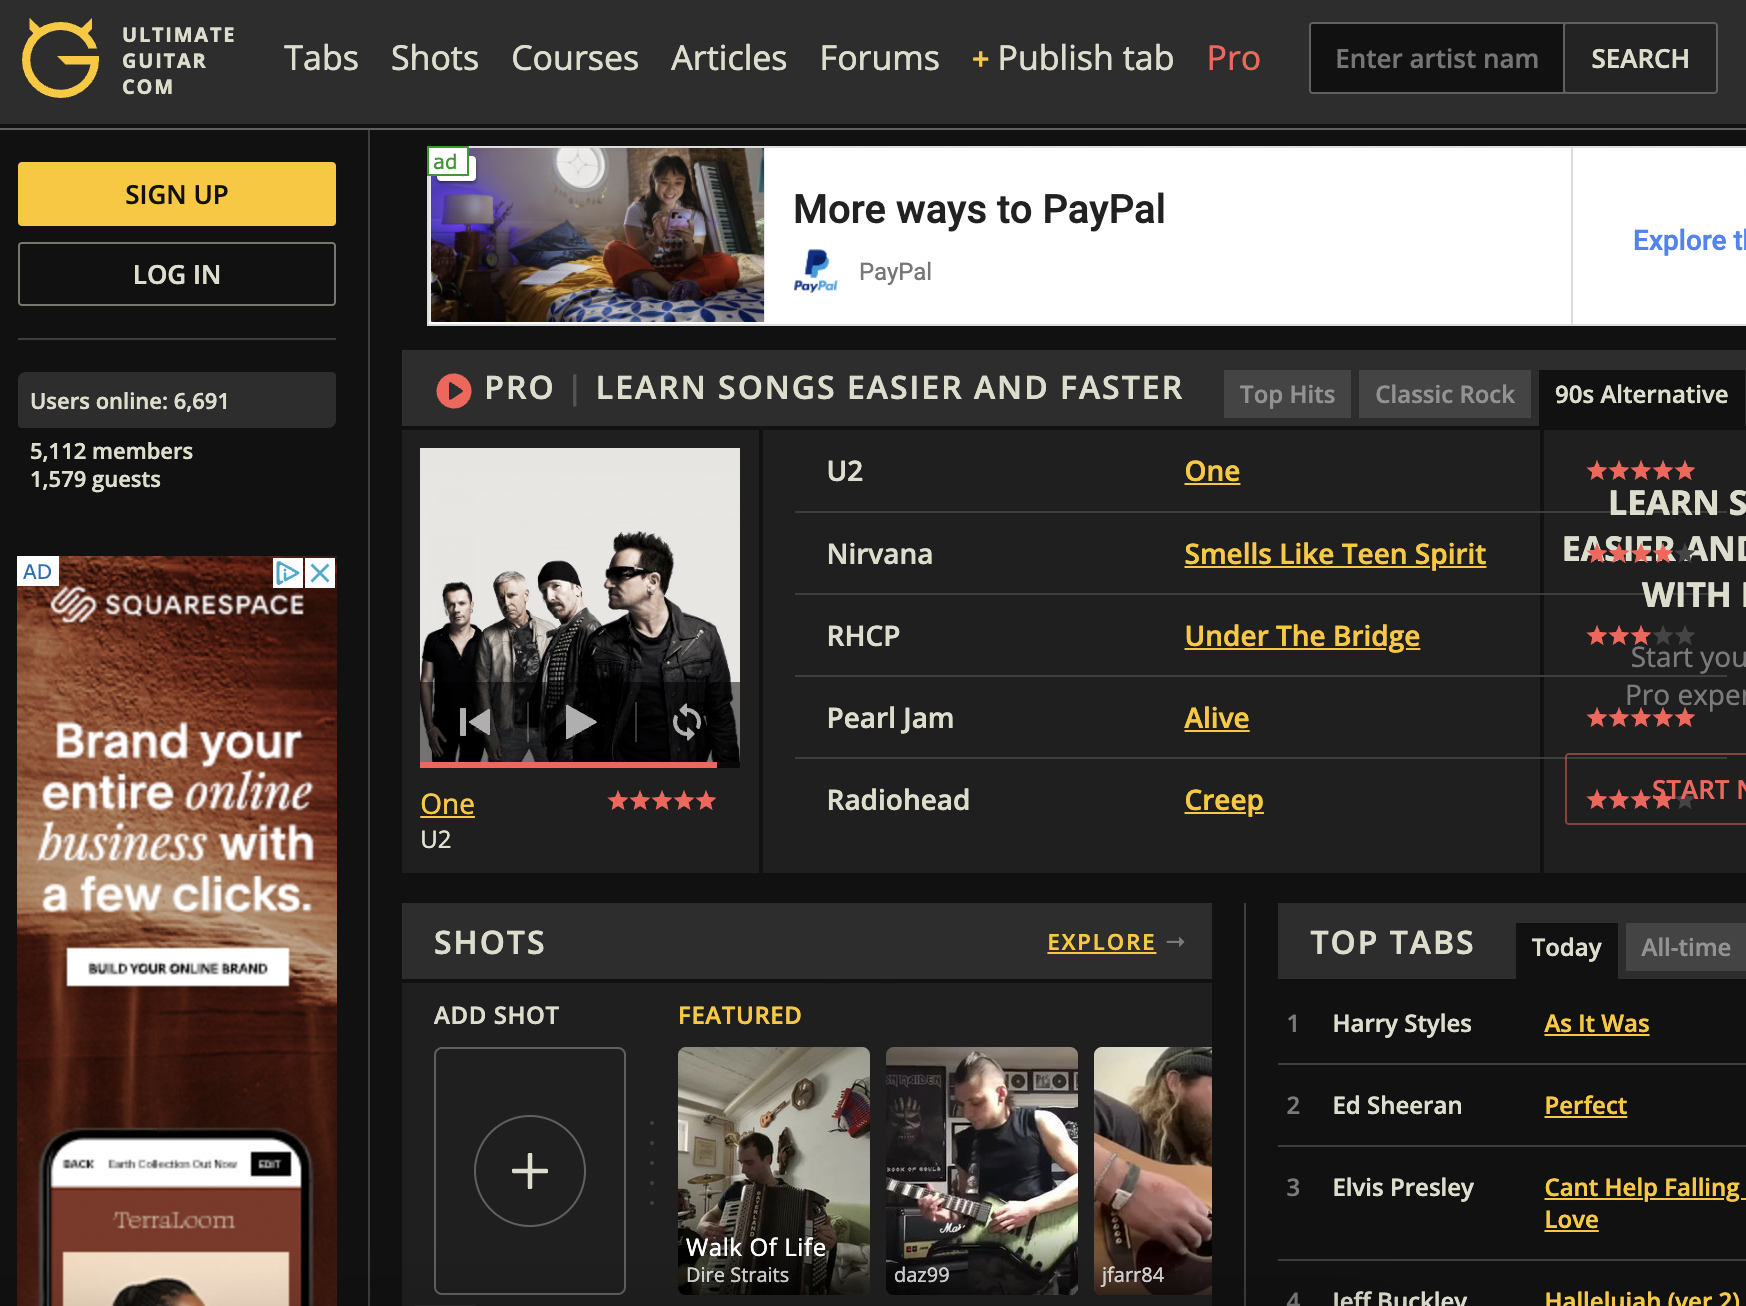 ULTIMATE
GUITAR
COM
Tabs
Shots
Courses
Articles
Forums
+ Publish tab
Pro
Enter artist nam
SEARCH
SIGN UP
LOG IN
Users online: 6,691
5,112 members
1,579 guests
AD
SQUARESPACE
Brand your
entire online
business with
a few clicks.
BUILD YOUR ONLINE BRAND
BACK
Earth Collection Out Now
EDIT
TerraLoom
ad
More ways to PayPal
PayPal
PayPal
Explore th
PRO | LEARN SONGS EASIER AND FASTER
Top Hits
Classic Rock
90s Alternative
One
U2
U2
One
Nirvana
Smells Like Teen Spirit
RHCP
Under The Bridge
Pearl Jam
Alive
Radiohead
Creep
LEARN S
EASIER AND
WITH
Start you
Pro exper
START N
SHOTS
EXPLORE →
ADD SHOT
FEATURED
Walk Of Life
Dire Straits
daz99
jfarr84
TOP TABS
Today
All-time
1 Harry Styles
As It Was
2 Ed Sheeran
Perfect
3 Elvis Presley
Cant Help Falling
Love
4 Jeff Buckley
Hallelujah (ver 2)